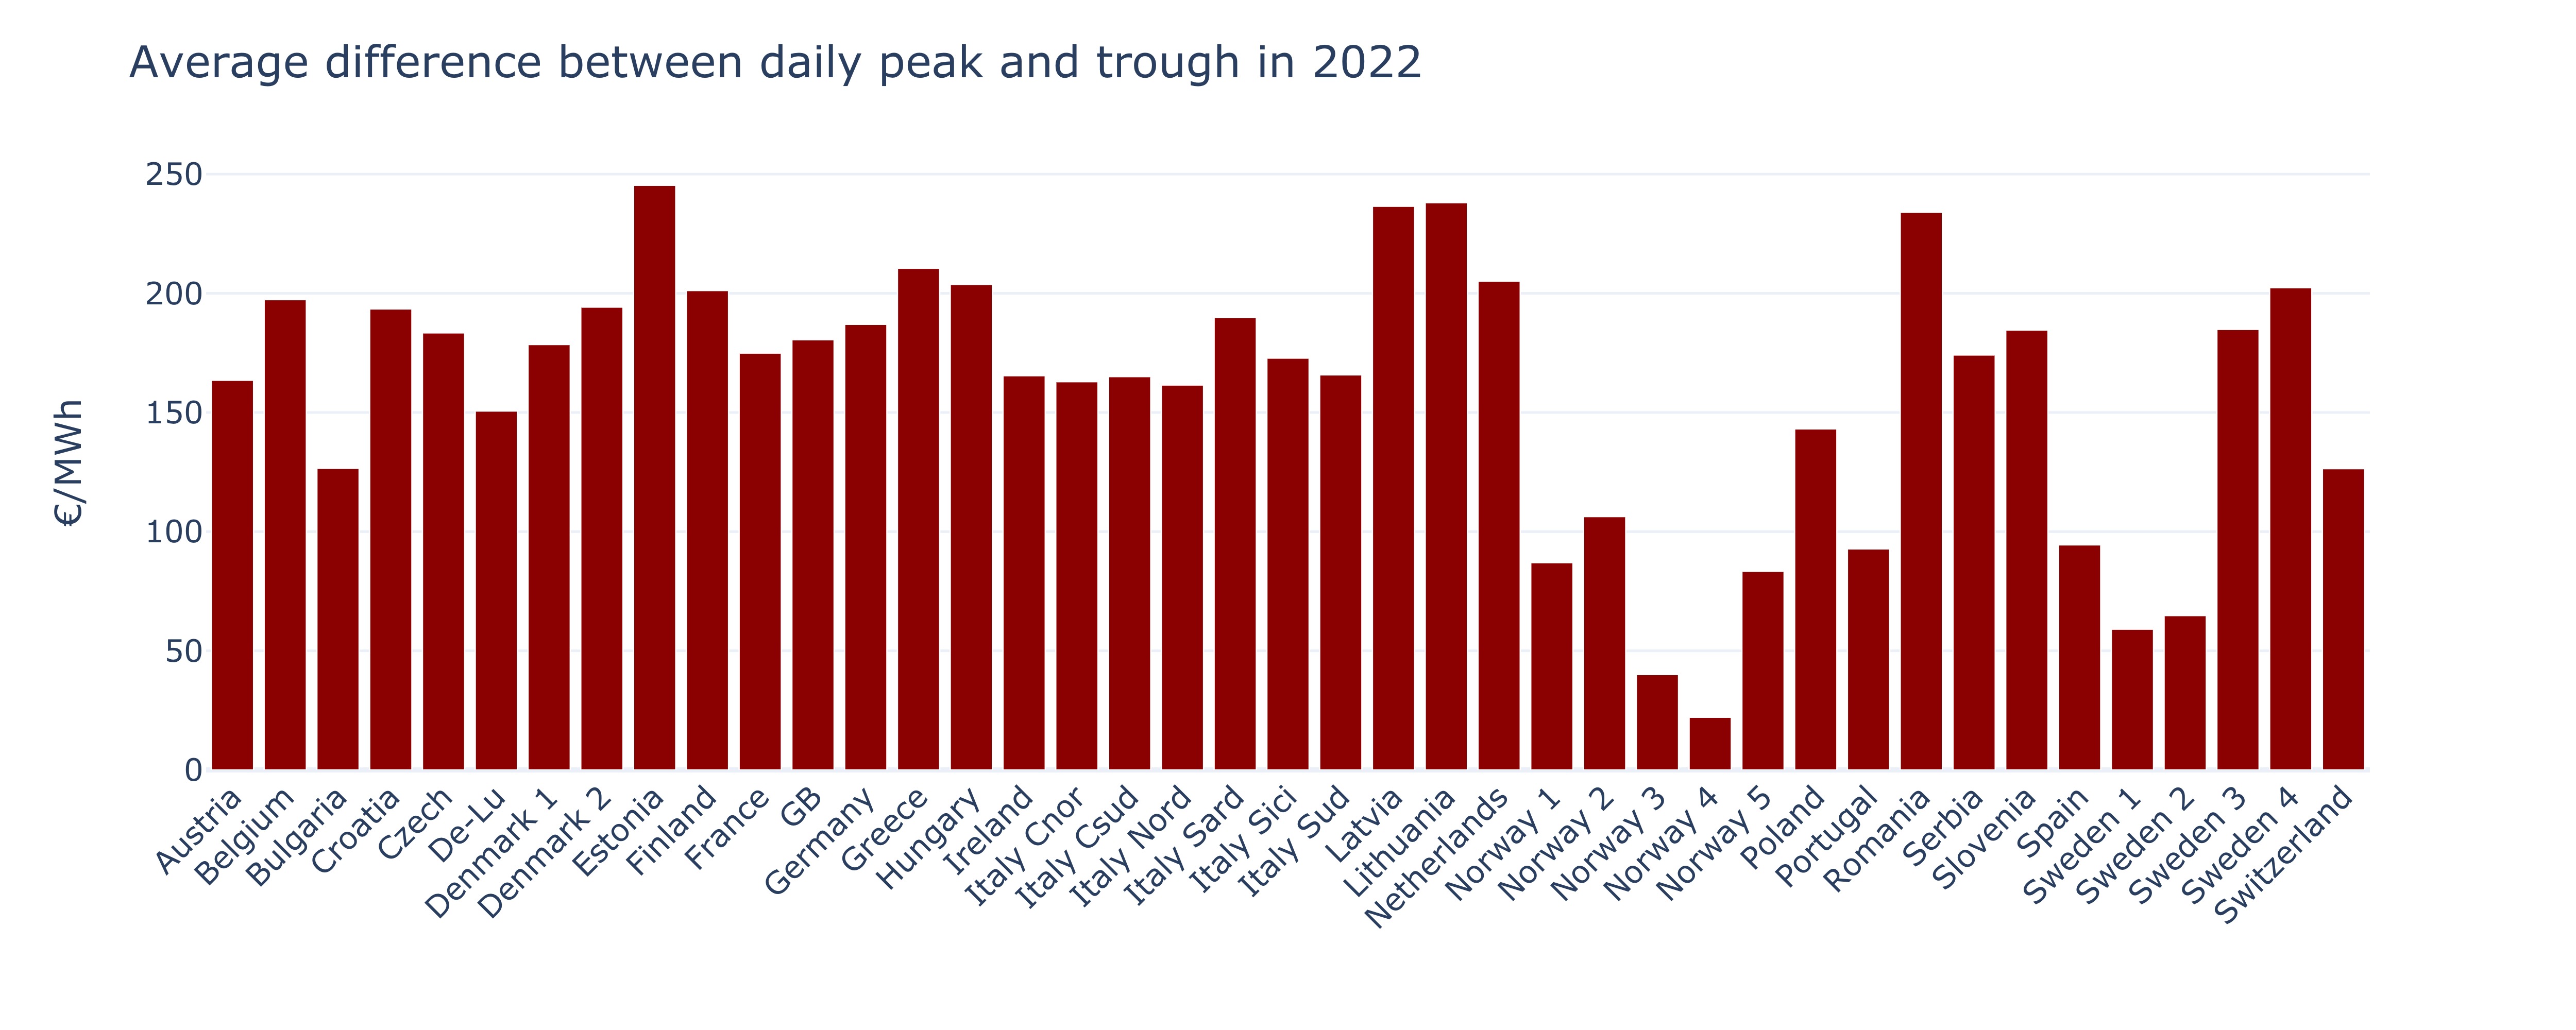 Average difference between daily peak and trough in 2022
€/MWh
250
200
150
100
50
0
Austria
Belgium
Bulgaria
Croatia
Czech
De-Lu
Denmark 1
Denmark 2
Estonia
Finland
France
GB
Germany
Greece
Hungary
Ireland
Italy Cnor
Italy Csud
Italy Nord
Italy Sard
Italy Sici
Italy Sud
Latvia
Lithuania
Netherlands
Norway 1
Norway 2
Norway 3
Norway 4
Norway 5
Poland
Portugal
Romania
Serbia
Slovenia
Spain
Sweden 1
Sweden 2
Sweden 3
Sweden 4
Switzerland